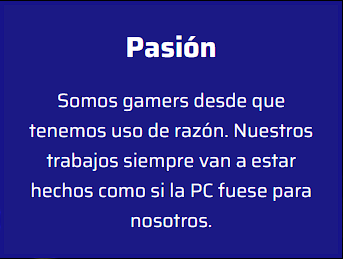 Pasión
Somos gamers desde que
tenemos uso de razón. Nuestros
trabajos siempre van a estar
hechos como si la PC fuese para
nosotros.